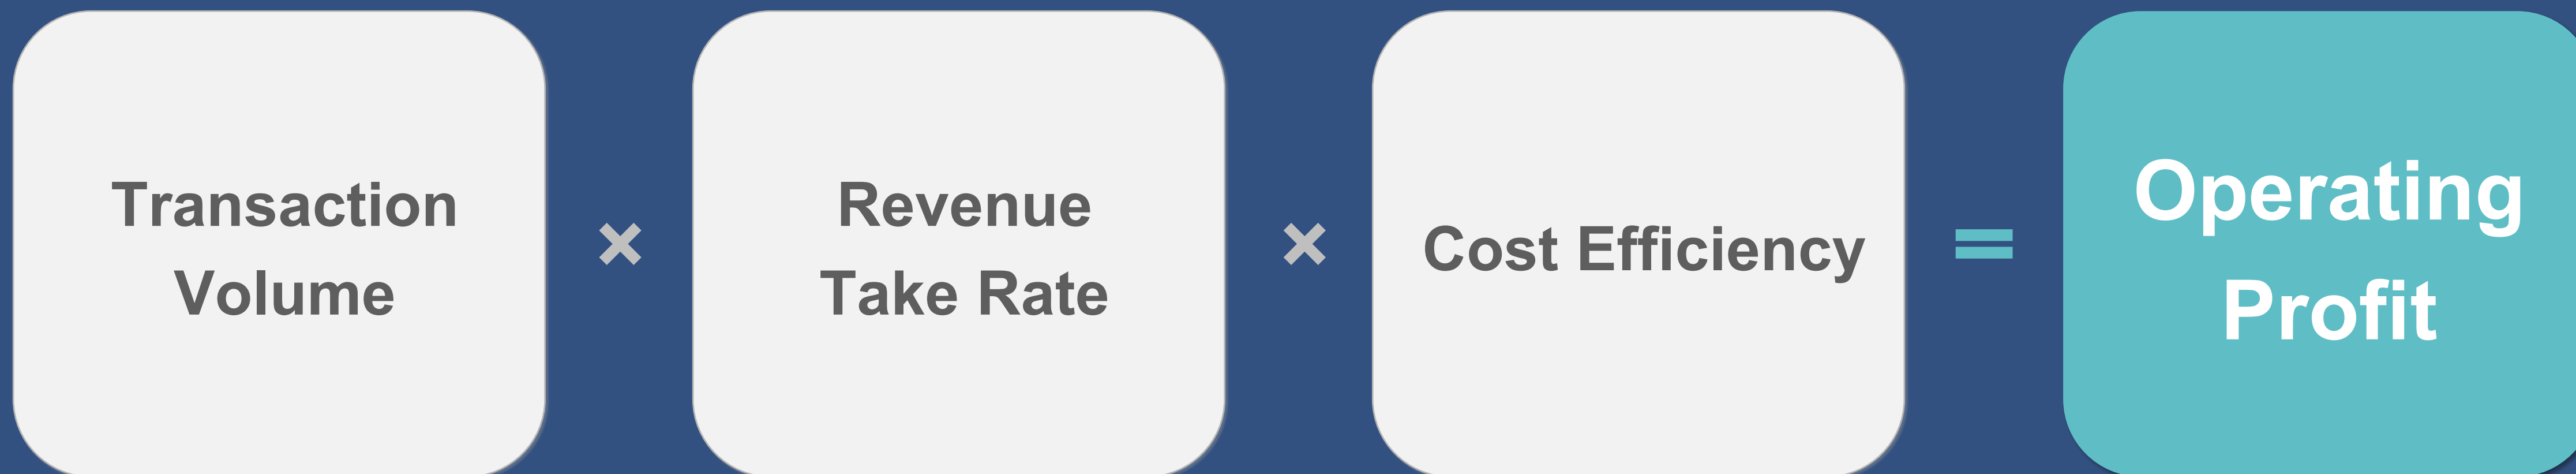 Transaction
Volume
×
Revenue
Take Rate
×
Cost Efficiency
=
Operating
Profit